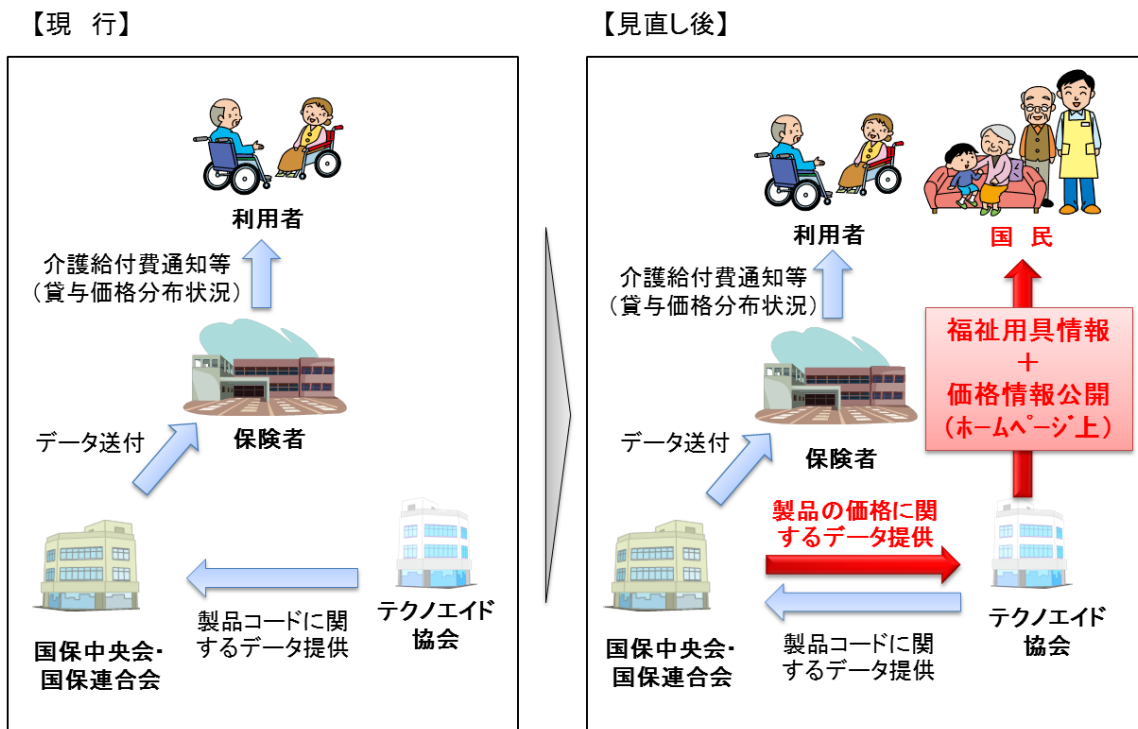 【現　行】
利用者
介護給付費通知等
（貸与価格分布状況）
保険者
データ送付
国保中央会・
国保連合会
製品コードに関
するデータ提供
テクノエイド
協会
【見直し後】
利用者
国　民
介護給付費通知等
（貸与価格分布状況）
福祉用具情報
＋
価格情報公開
（ホームページ上）
保険者
データ送付
製品の価格に関
するデータ提供
国保中央会・
国保連合会
製品コードに関
するデータ提供
テクノエイド
協会